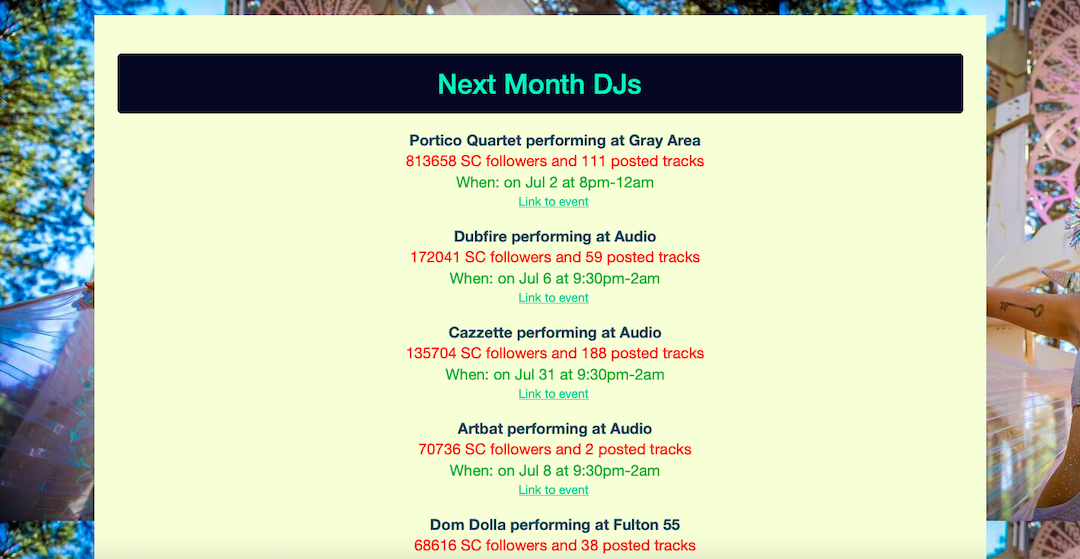 Next Month DJs
Portico Quartet performing at Gray Area
813658 SC followers and 111 posted tracks
When: on Jul 2 at 8pm-12am
Link to event
Dubfire performing at Audio
172041 SC followers and 59 posted tracks
When: on Jul 6 at 9:30pm-2am
Link to event
Cazzette performing at Audio
135704 SC followers and 188 posted tracks
When: on Jul 31 at 9:30pm-2am
Link to event
Artbat performing at Audio
70736 SC followers and 2 posted tracks
When: on Jul 8 at 9:30pm-2am
Link to event
Dom Dolla performing at Fulton 55
68616 SC followers and 38 posted tracks